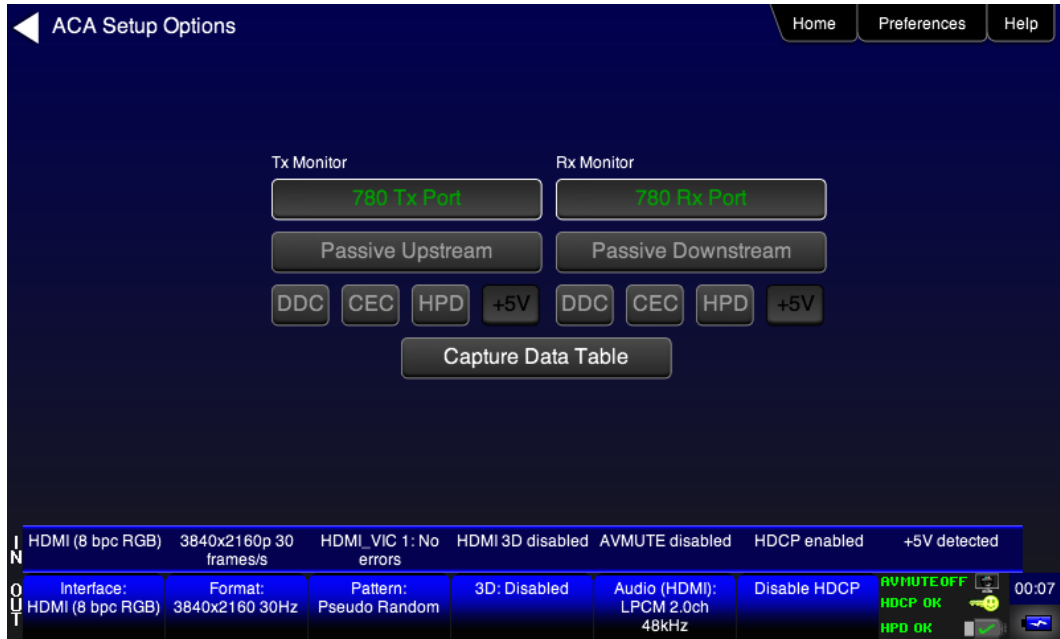 ACA Setup Options
Home
Preferences
Help
Tx Monitor
Rx Monitor
780 Tx Port
780 Rx Port
Passive Upstream
Passive Downstream
DDC CEC HPD +5V DDC CEC HPD +5V
Capture Data Table
IN
HDMI (8 bpc RGB)
3840x2160p 30
frames/s
HDMI_VIC 1: No
errors
HDMI 3D disabled
AVMUTE disabled
HDCP enabled
+5V detected
OUT
Interface:
HDMI (8 bpc RGB)
Format:
3840x2160 30Hz
Pattern:
Pseudo Random
3D: Disabled
Audio (HDMI):
LPCM 2.0ch
48kHz
Disable HDCP
AVMUTEOFF
HDCP OK
HPD OK
00:07